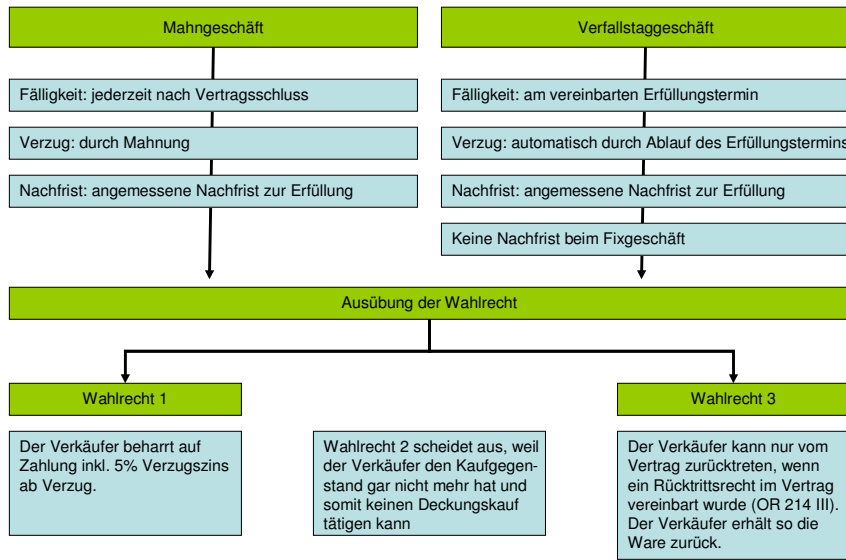 Mahngeschäft
Verfallstaggeschäft
Fälligkeit: jederzeit nach Vertragsschluss
Fälligkeit: am vereinbarten Erfüllungstermin
Verzug: durch Mahnung
Verzug: automatisch durch Ablauf des Erfüllungstermins
Nachfrist: angemessene Nachfrist zur Erfüllung
Nachfrist: angemessene Nachfrist zur Erfüllung
Keine Nachfrist beim Fixgeschäft
Ausübung der Wahlrecht
Wahlrecht 1
Wahlrecht 3
Der Verkäufer beharrt auf
Zahlung inkl. 5% Verzugszins
ab Verzug.
Wahlrecht 2 scheidet aus, weil
der Verkäufer den Kaufgegen-
stand gar nicht mehr hat und
somit keinen Deckungskauf
tätigen kann
Der Verkäufer kann nur vom
Vertrag zurücktreten, wenn
ein Rücktrittsrecht im Vertrag
vereinbart wurde (OR 214 III).
Der Verkäufer erhält so die
Ware zurück.